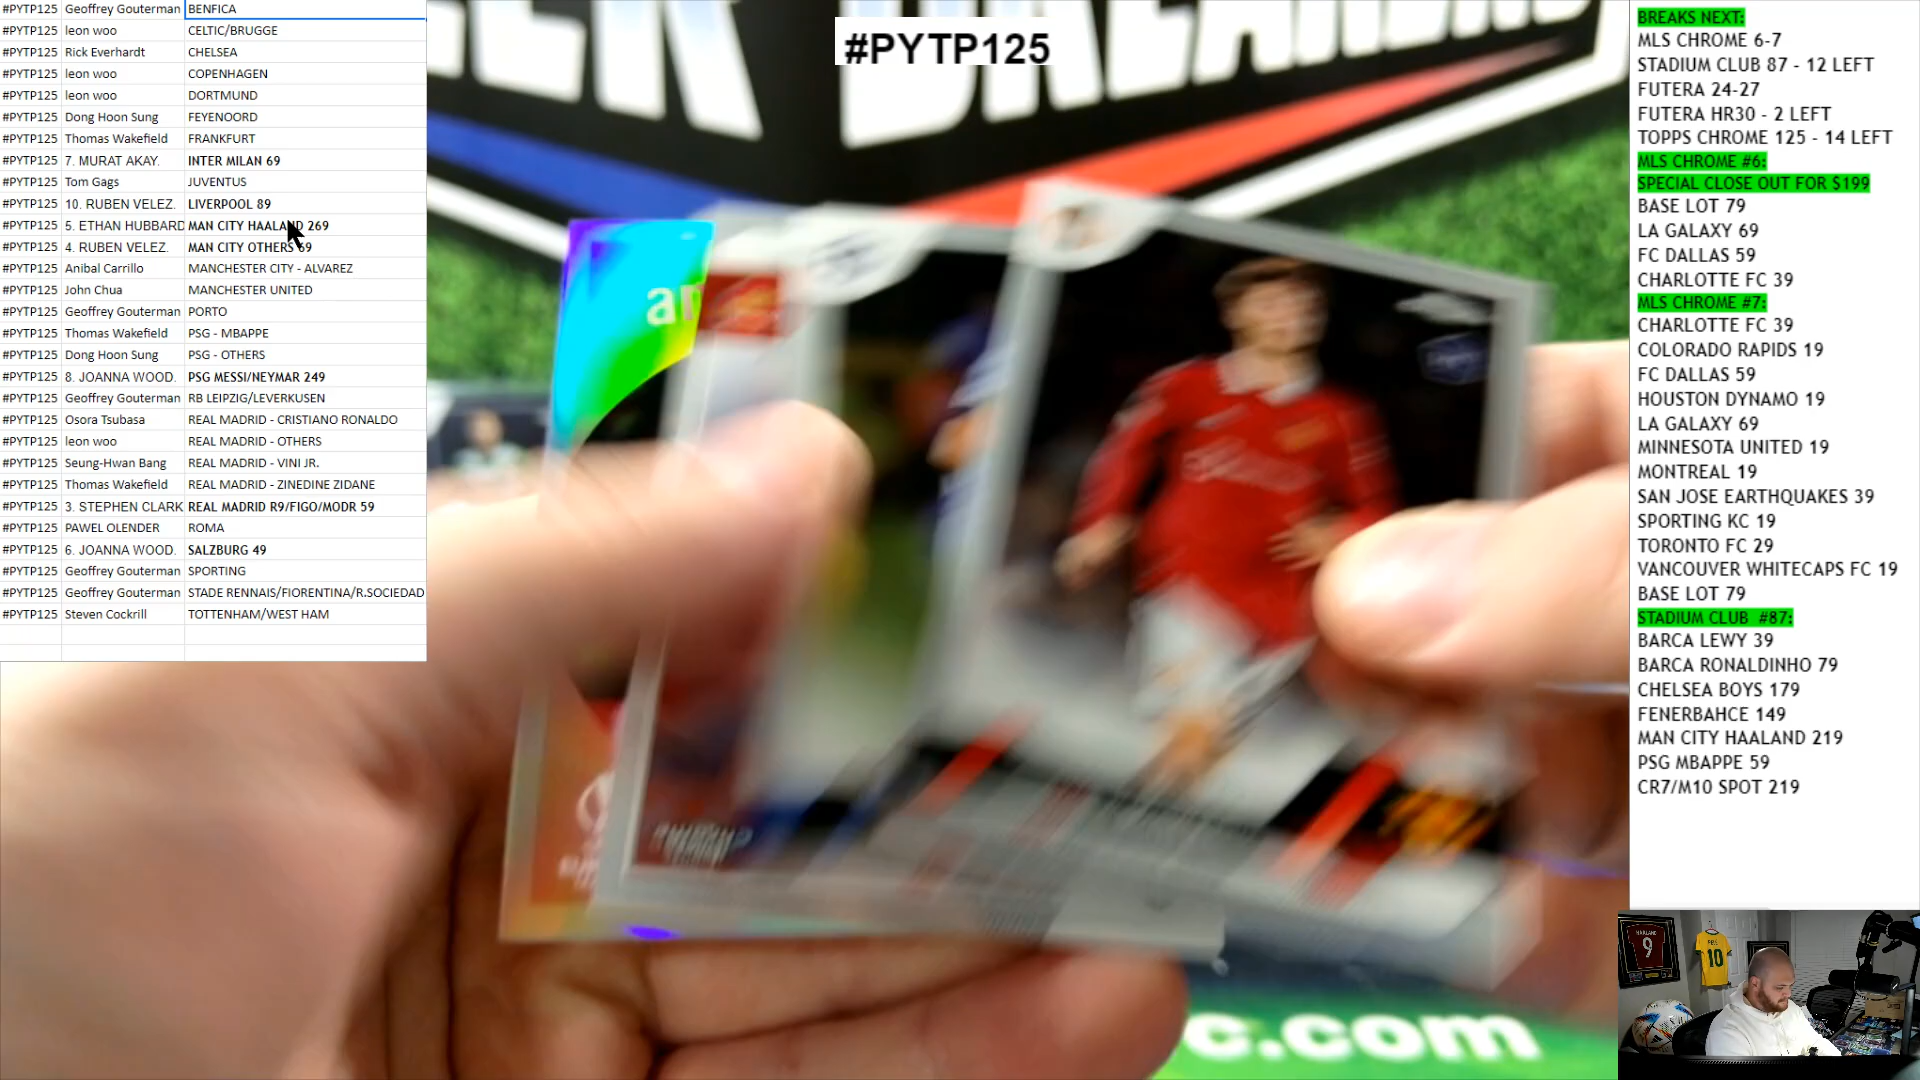 #PYTP125 Geoffrey Gouterman BENFICA
#PYTP125 leon woo CELTIC/BRUGGE
#PYTP125 Rick Everhardt CHELSEA
#PYTP125 leon woo COPENHAGEN
#PYTP125 leon woo DORTMUND
#PYTP125 Dong Hoon Sung FEYENOORD
#PYTP125 Thomas Wakefield FRANKFURT
#PYTP125 7. MURAT AKAY. INTER MILAN 69
#PYTP125 Tom Gags JUVENTUS
#PYTP125 10. RUBEN VELEZ. LIVERPOOL 89
#PYTP125 5. ETHAN HUBBARD MAN CITY HAALAND 269
#PYTP125 4. RUBEN VELEZ. MAN CITY OTHERS 69
#PYTP125 Anibal Carrillo MANCHESTER CITY - ALVAREZ
#PYTP125 John Chua MANCHESTER UNITED
#PYTP125 Geoffrey Gouterman PORTO
#PYTP125 Thomas Wakefield PSG - MBAPPE
#PYTP125 Dong Hoon Sung PSG - OTHERS
#PYTP125 8. JOANNA WOOD. PSG MESSI/NEYMAR 249
#PYTP125 Geoffrey Gouterman RB LEIPZIG/LEVERKUSEN
#PYTP125 Osora Tsubasa REAL MADRID - CRISTIANO RONALDO
#PYTP125 leon woo REAL MADRID - OTHERS
#PYTP125 Seung-Hwan Bang REAL MADRID - VINI JR.
#PYTP125 Thomas Wakefield REAL MADRID - ZINEDINE ZIDANE
#PYTP125 3. STEPHEN CLARK REAL MADRID R9/FIGO/MODR 59
#PYTP125 PAWEL OLENDER ROMA
#PYTP125 6. JOANNA WOOD. SALZBURG 49
#PYTP125 Geoffrey Gouterman SPORTING
#PYTP125 Geoffrey Gouterman STADE RENNAIS/FIORENTINA/R.SOCIEDAD
#PYTP125 Steven Cockrill TOTTENHAM/WEST HAM
#PYTP125
c.com
BREAKS NEXT:
MLS CHROME 6-7
STADIUM CLUB 87 - 12 LEFT
FUTERA 24-27
FUTERA HR30 - 2 LEFT
TOPPS CHROME 125 - 14 LEFT
MLS CHROME #6:
SPECIAL CLOSE OUT FOR $199
BASE LOT 79
LA GALAXY 69
FC DALLAS 59
CHARLOTTE FC 39
MLS CHROME #7:
CHARLOTTE FC 39
COLORADO RAPIDS 19
FC DALLAS 59
HOUSTON DYNAMO 19
LA GALAXY 69
MINNESOTA UNITED 19
MONTREAL 19
SAN JOSE EARTHQUAKES 39
SPORTING KC 19
TORONTO FC 29
VANCOUVER WHITECAPS FC 19
BASE LOT 79
STADIUM CLUB #87:
BARCA LEWY 39
BARCA RONALDINHO 79
CHELSEA BOYS 179
FENERBAHCE 149
MAN CITY HAALAND 219
PSG MBAPPE 59
CR7/M10 SPOT 219
9
10